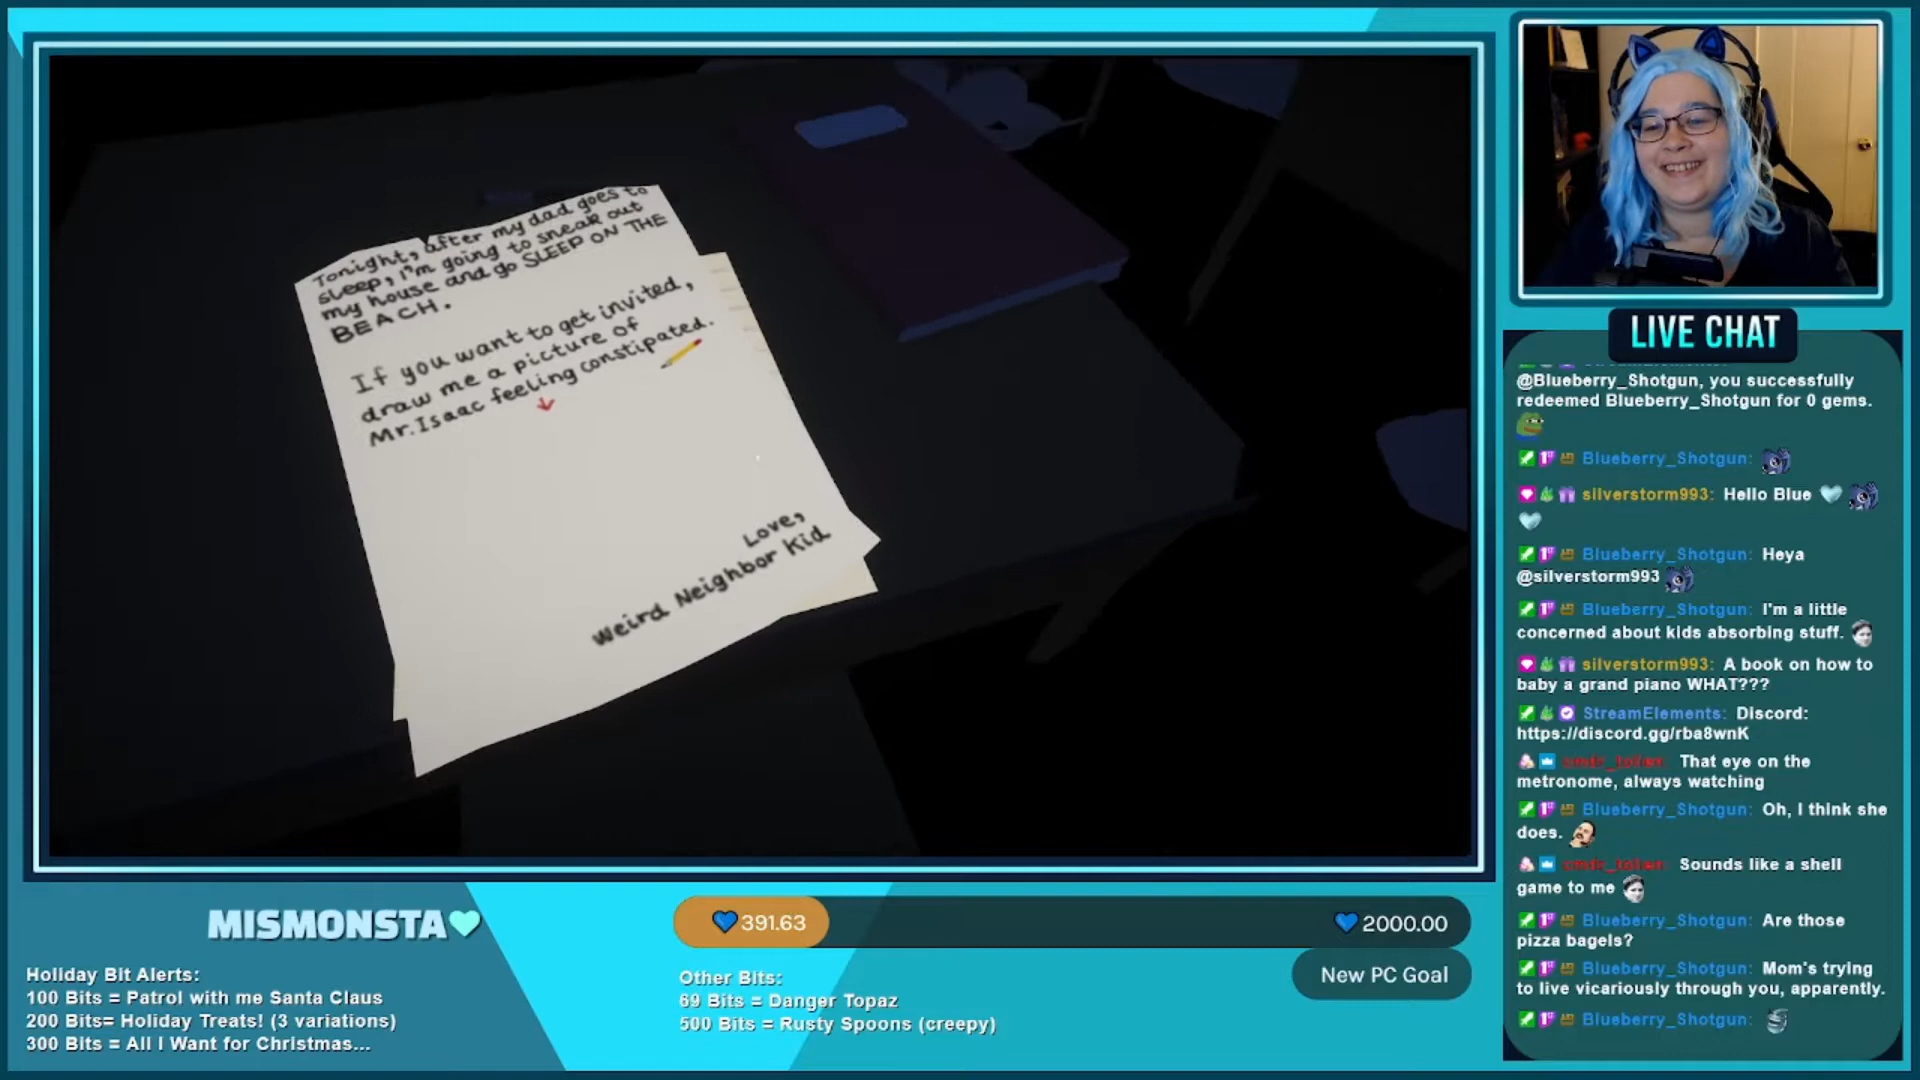 Tonight, after my dad goes to
sleep, I'm going to sneak out
my house and go SLEEP ON THE
BEACH.
If you want to get invited,
draw me a picture of
Mr. Isaac feeling constipated.
Love,
Weird Neighbor Kid
LIVE CHAT
@Blueberry_Shotgun, you successfully
redeemed Blueberry_Shotgun for 0 gems.
Blueberry_Shotgun:
silverstorm993: Hello Blue
Blueberry_Shotgun: Heya
@silverstorm993
Blueberry_Shotgun: I'm a little
concerned about kids absorbing stuff.
silverstorm993: A book on how to
baby a grand piano WHAT???
StreamElements: Discord:
https://discord.gg/rba8wnK
That eye on the
metronome, always watching
Blueberry_Shotgun: Oh, I think she
does.
Sounds like a shell
game to me
Blueberry_Shotgun: Are those
pizza bagels?
Blueberry_Shotgun: Mom's trying
to live vicariously through you, apparently.
Blueberry_Shotgun:
MISMONSTA
Holiday Bit Alerts:
100 Bits = Patrol with me Santa Claus
200 Bits= Holiday Treats! (3 variations)
300 Bits = All I Want for Christmas...
391.63
2000.00
New PC Goal
Other Bits:
69 Bits = Danger Topaz
500 Bits = Rusty Spoons (creepy)